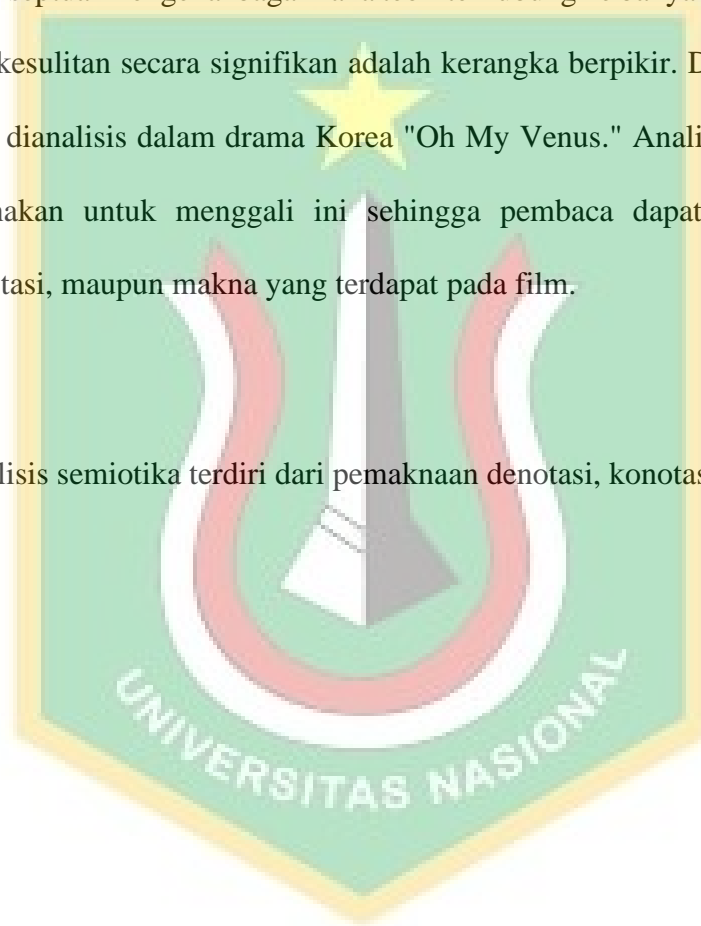 kesulitan secara signifikan adalah kerangka berpikir. D
dianalisis dalam drama Korea "Oh My Venus." Anali
nakan untuk menggali ini sehingga pembaca dapat
tasi, maupun makna yang terdapat pada film.
lisis semiotika terdiri dari pemaknaan denotasi, konotas
UNIVERSITAS NASIONAL